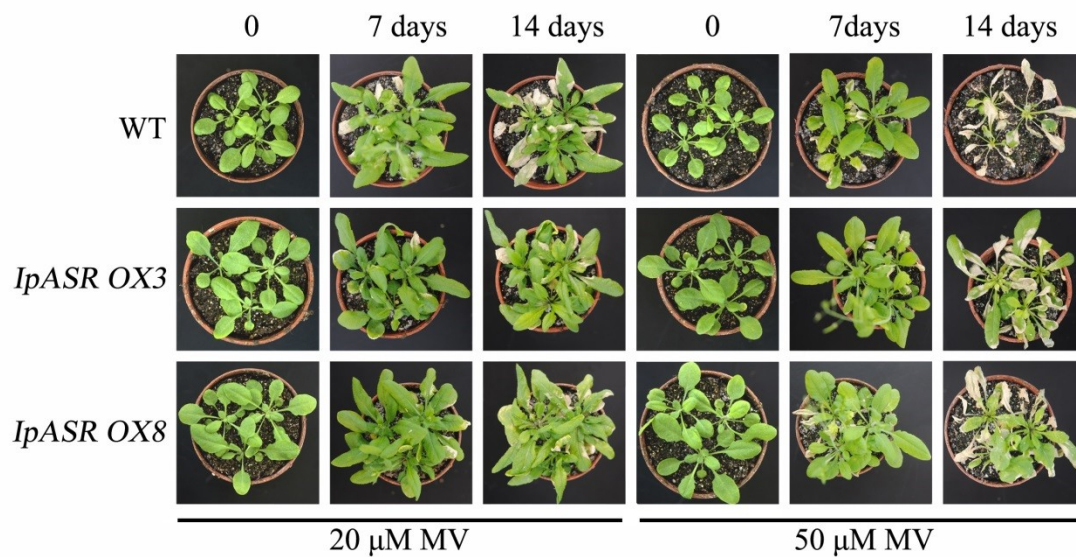 0 7 days 14 days 0 7days 14 days
WT
IpASR OX3
IpASR OX8
20 μM MV 50 μM MV